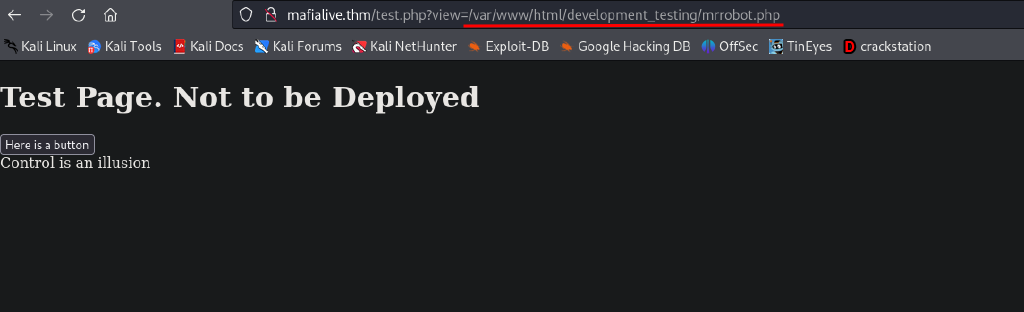 mafialive.thm/test.php?view=/var/www/html/development_testing/mrrobot.php
Kali Linux Kali Tools Kali Docs Kali Forums Kali NetHunter Exploit-DB Google Hacking DB OffSec TinEyes D crackstation
Test Page. Not to be Deployed
Here is a button
Control is an illusion